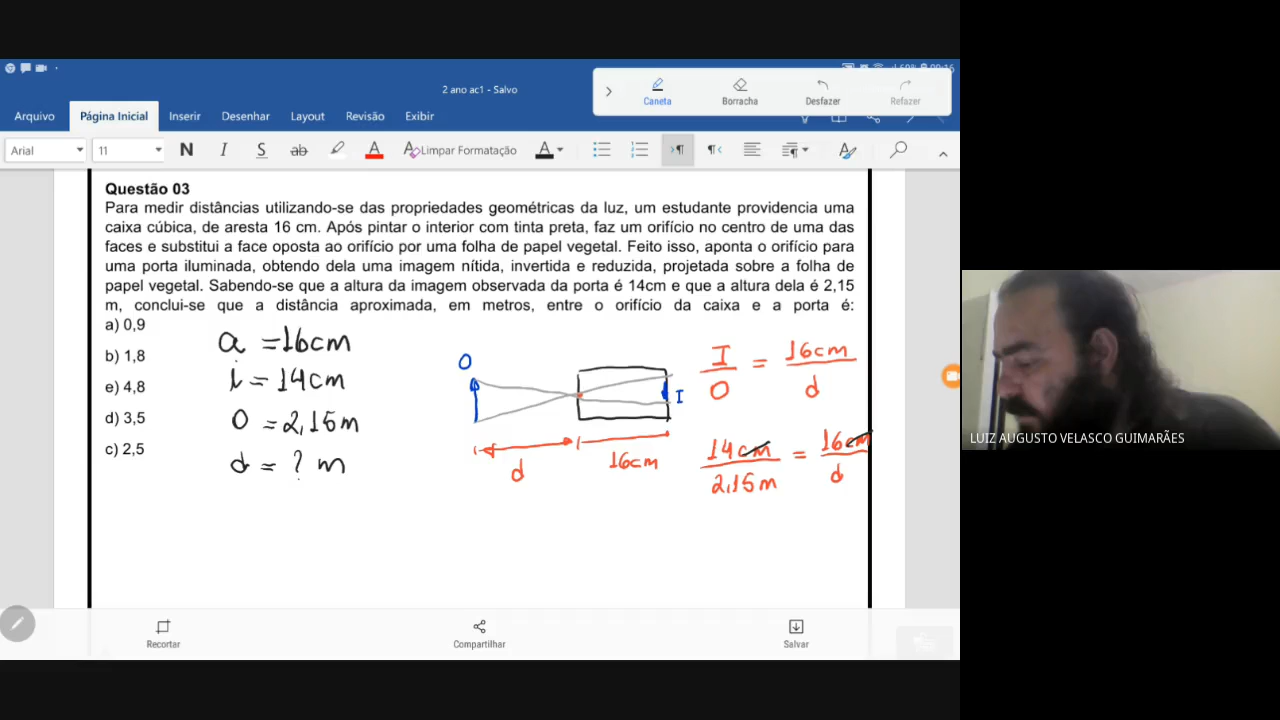 2 ano ac1 - Salvo
Caneta
Borracha
Desfazer
Refazer
Arquivo
Página Inicial
Inserir
Desenhar
Layout
Revisão
Exibir
Arial
11
N
I
S
ab
A
Limpar Formatação
A
Questão 03
Para medir distâncias utilizando-se das propriedades geométricas da luz, um estudante providencia uma
caixa cúbica, de aresta 16 cm. Após pintar o interior com tinta preta, faz um orifício no centro de uma das
faces e substitui a face oposta ao orifício por uma folha de papel vegetal. Feito isso, aponta o orifício para
uma porta iluminada, obtendo dela uma imagem nítida, invertida e reduzida, projetada sobre a folha de
papel vegetal. Sabendo-se que a altura da imagem observada da porta é 14cm e que a altura dela é 2,15
m, conclui-se que a distância aproximada, em metros, entre o orifício da caixa e a porta é:
a) 0,9
b) 1,8
e) 4,8
d) 3,5
c) 2,5
a = 16cm
i = 14cm
O = 2,15m
d = ? m
O
I
d
16cm
I/O = 16cm/d
14cm/2,15m = 16cm/d
LUIZ AUGUSTO VELASCO GUIMARÃES
Recortar
Compartilhar
Salvar